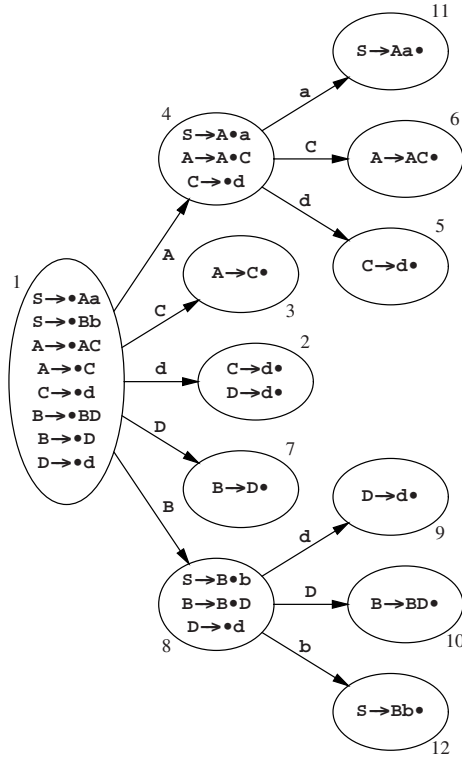 11
S→Aa•
a
4
S→A•a
A→A•C
C→•d
C
6
A→AC•
d
5
C→d•
A
1
S→•Aa
S→•Bb
A→•AC
A→•C
C→•d
B→•BD
B→•D
D→•d
C
A→C•
3
d
2
C→d•
D→d•
D
7
B→D•
B
8
S→B•b
B→B•D
D→•d
d
D→d•
9
D
B→BD•
10
b
S→Bb•
12